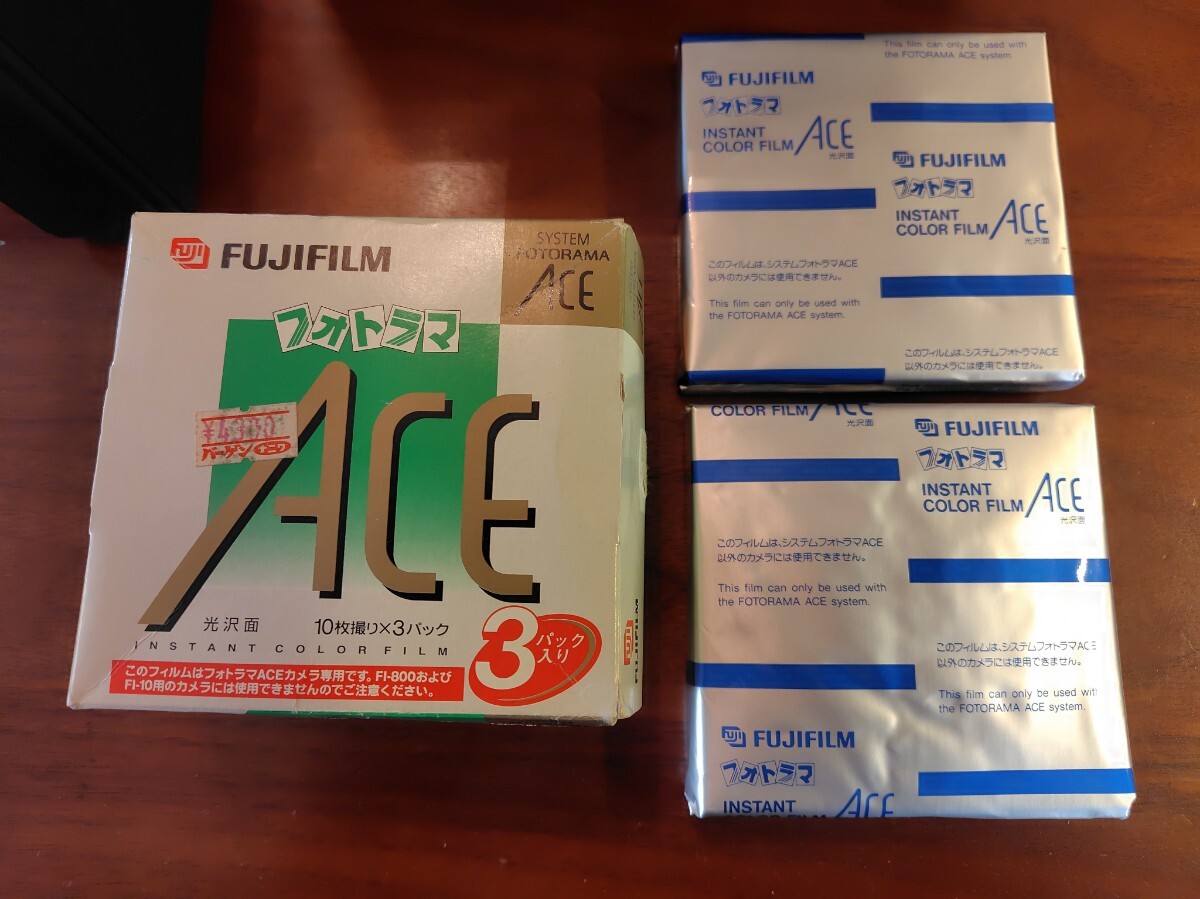 FUJI FUJIFILM
SYSTEM
FOTORAMA
ACE
フォトラマ
ACE
¥4300
バーゲン
光沢面
10枚撮り×3パック
INSTANT COLOR FILM
3パック
入り
このフィルムはフォトラマACEカメラ専用です。FI-800および
FI-10用のカメラには使用できませんのでご注意ください。
FUJI FUJIFILM
This film can only be used with
the FOTORAMA ACE system.
FUJI FUJIFILM
フォトラマ
INSTANT
COLOR FILM ACE
光沢面
FUJI FUJIFILM
フォトラマ
INSTANT
COLOR FILM ACE
光沢面
このフィルムは、システムフォトラマACE
以外のカメラには使用できません。
This film can only be used with
the FOTORAMA ACE system.
このフィルムは、システムフォトラマACE
以外のカメラには使用できません。
COLOR FILM ACE
光沢面
FUJI FUJIFILM
フォトラマ
INSTANT
COLOR FILM ACE
光沢面
このフィルムは、システムフォトラマACE
以外のカメラには使用できません。
This film can only be used with
the FOTORAMA ACE system.
このフィルムは、システムフォトラマACE
以外のカメラには使用できません。
This film can only be used with
the FOTORAMA ACE system.
FUJI FUJIFILM
フォトラマ
INSTANT
COLOR FILM ACE